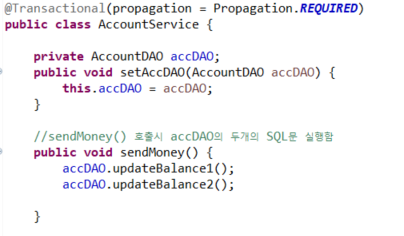 @Transactional(propagation = Propagation.REQUIRED)
public class AccountService {
private AccountDAO accDAO;
public void setAccDAO(AccountDAO accDAO) {
this.accDAO = accDAO;
}
//sendMoney() 호출시 accDAO의 두개의 SQL문 실행함
public void sendMoney() {
accDAO.updateBalance1();
accDAO.updateBalance2();
}